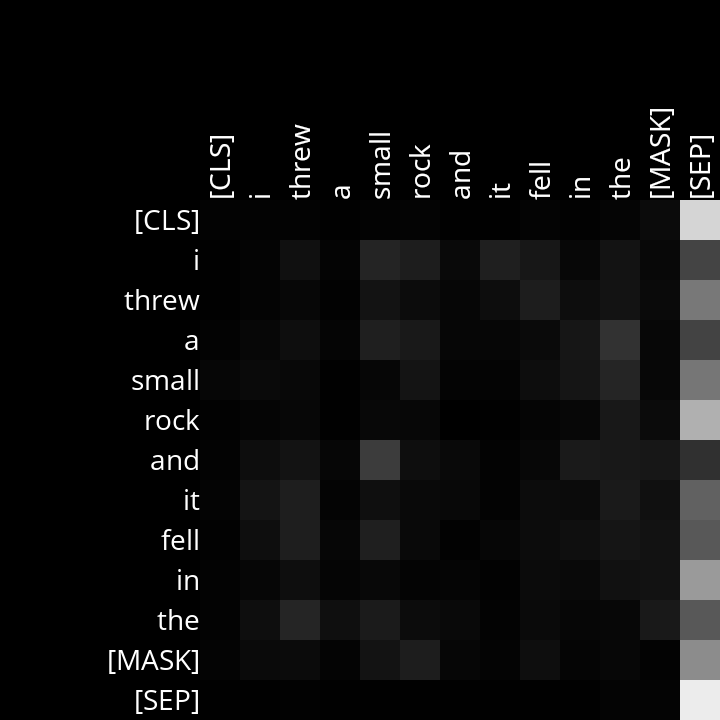 [CLS] i threw a small rock and it fell in the [MASK] [SEP]
[CLS]
i
threw
a
small
rock
and
it
fell
in
the
[MASK]
[SEP]